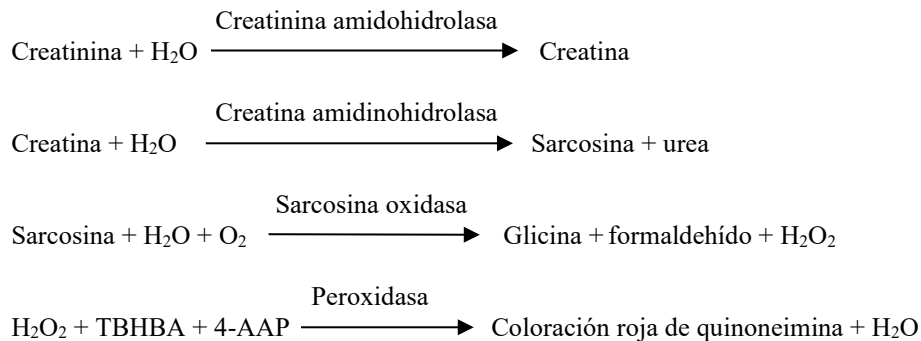 Creatinina amidohidrolasa
Creatinina + H₂O Creatina
Creatina amidinohidrolasa
Creatina + H₂O Sarcosina + urea
Sarcosina oxidasa
Sarcosina + H₂O + O₂ Glicina + formaldehído + H₂O₂
Peroxidasa
H₂O₂ + TBHBA + 4-AAP Coloración roja de quinoneimina + H₂O